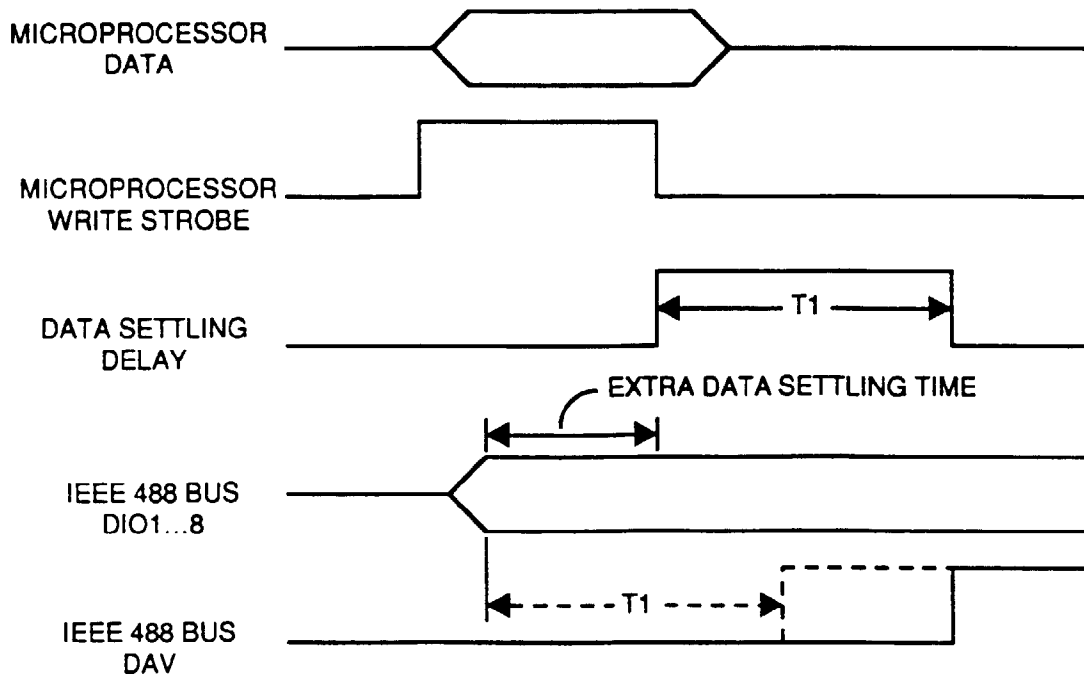 MICROPROCESSOR
DATA
MICROPROCESSOR
WRITE STROBE
T1
DATA SETTLING
DELAY
EXTRA DATA SETTLING TIME
IEEE 488 BUS
DIO1...8
T1
IEEE 488 BUS
DAV